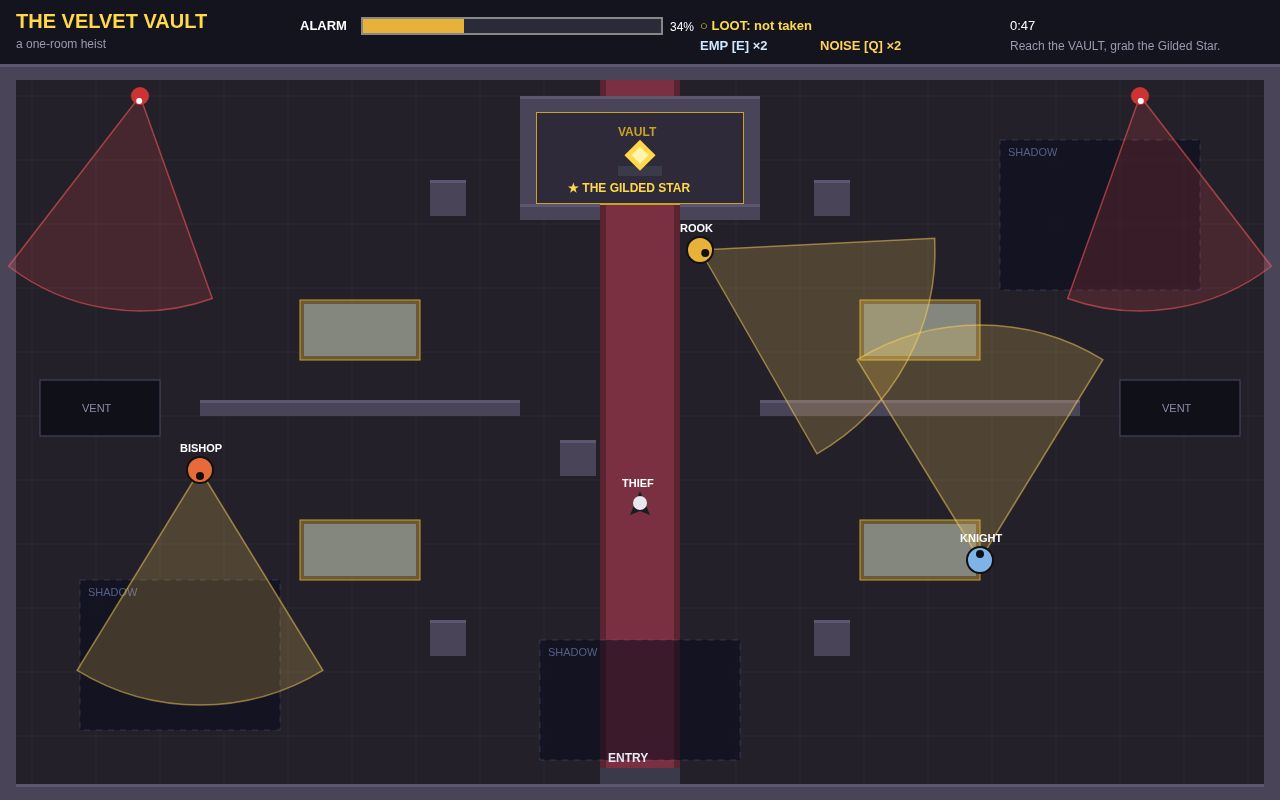 THE VELVET VAULT
a one-room heist
ALARM
34%
○ LOOT: not taken
EMP [E] ×2
NOISE [Q] ×2
0:47
Reach the VAULT, grab the Gilded Star.
VAULT
★ THE GILDED STAR
SHADOW
ROOK
VENT
VENT
BISHOP
THIEF
KNIGHT
SHADOW
SHADOW
ENTRY